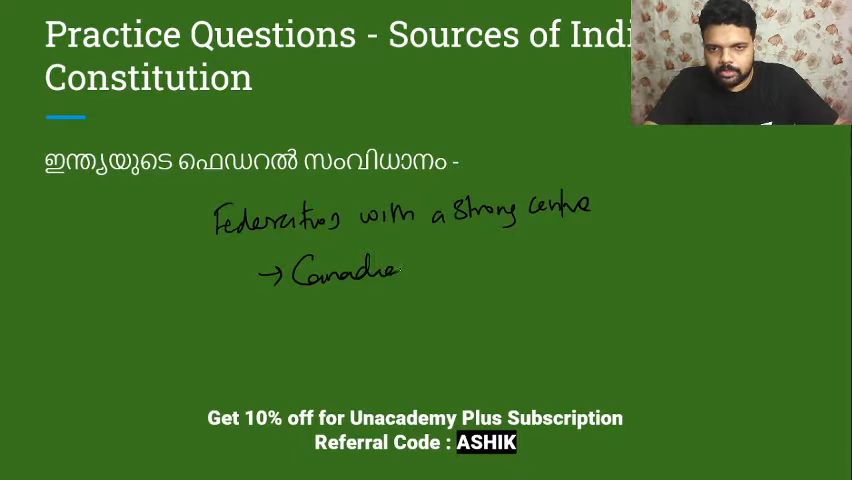 Practice Questions - Sources of Indi
Constitution
ഇന്ത്യയുടെ ഫെഡറൽ സംവിധാനം -
Federation with a strong centre
→ Canadia
Get 10% off for Unacademy Plus Subscription
Referral Code : ASHIK